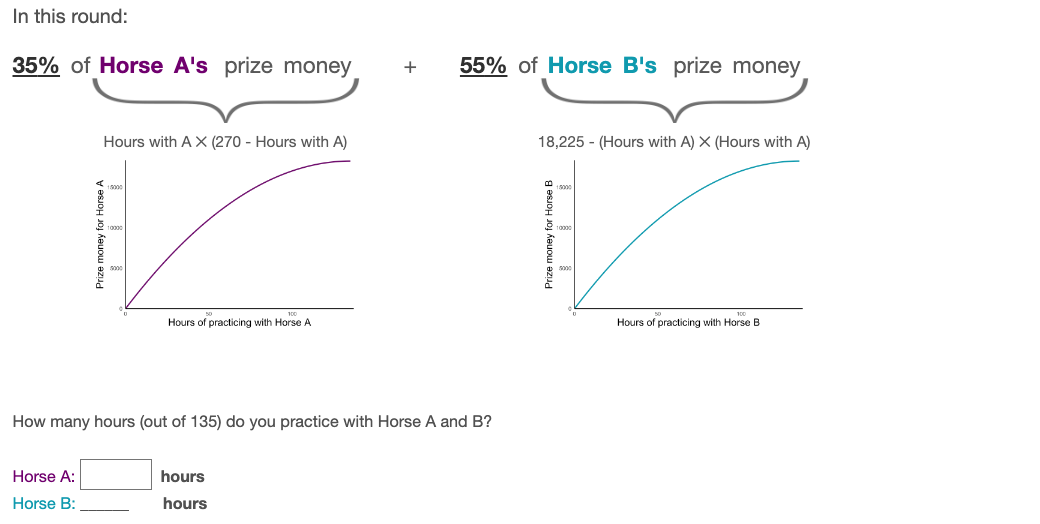 In this round:
35% of Horse A's prize money + 55% of Horse B's prize money
Hours with A X (270 - Hours with A) 18,225 - (Hours with A) X (Hours with A)
Prize money for Horse A
15000
10000
5000
0
0 50 100
Hours of practicing with Horse A
Prize money for Horse B
15000
10000
5000
0
0 50 100
Hours of practicing with Horse B
How many hours (out of 135) do you practice with Horse A and B?
Horse A: hours
Horse B: ______ hours